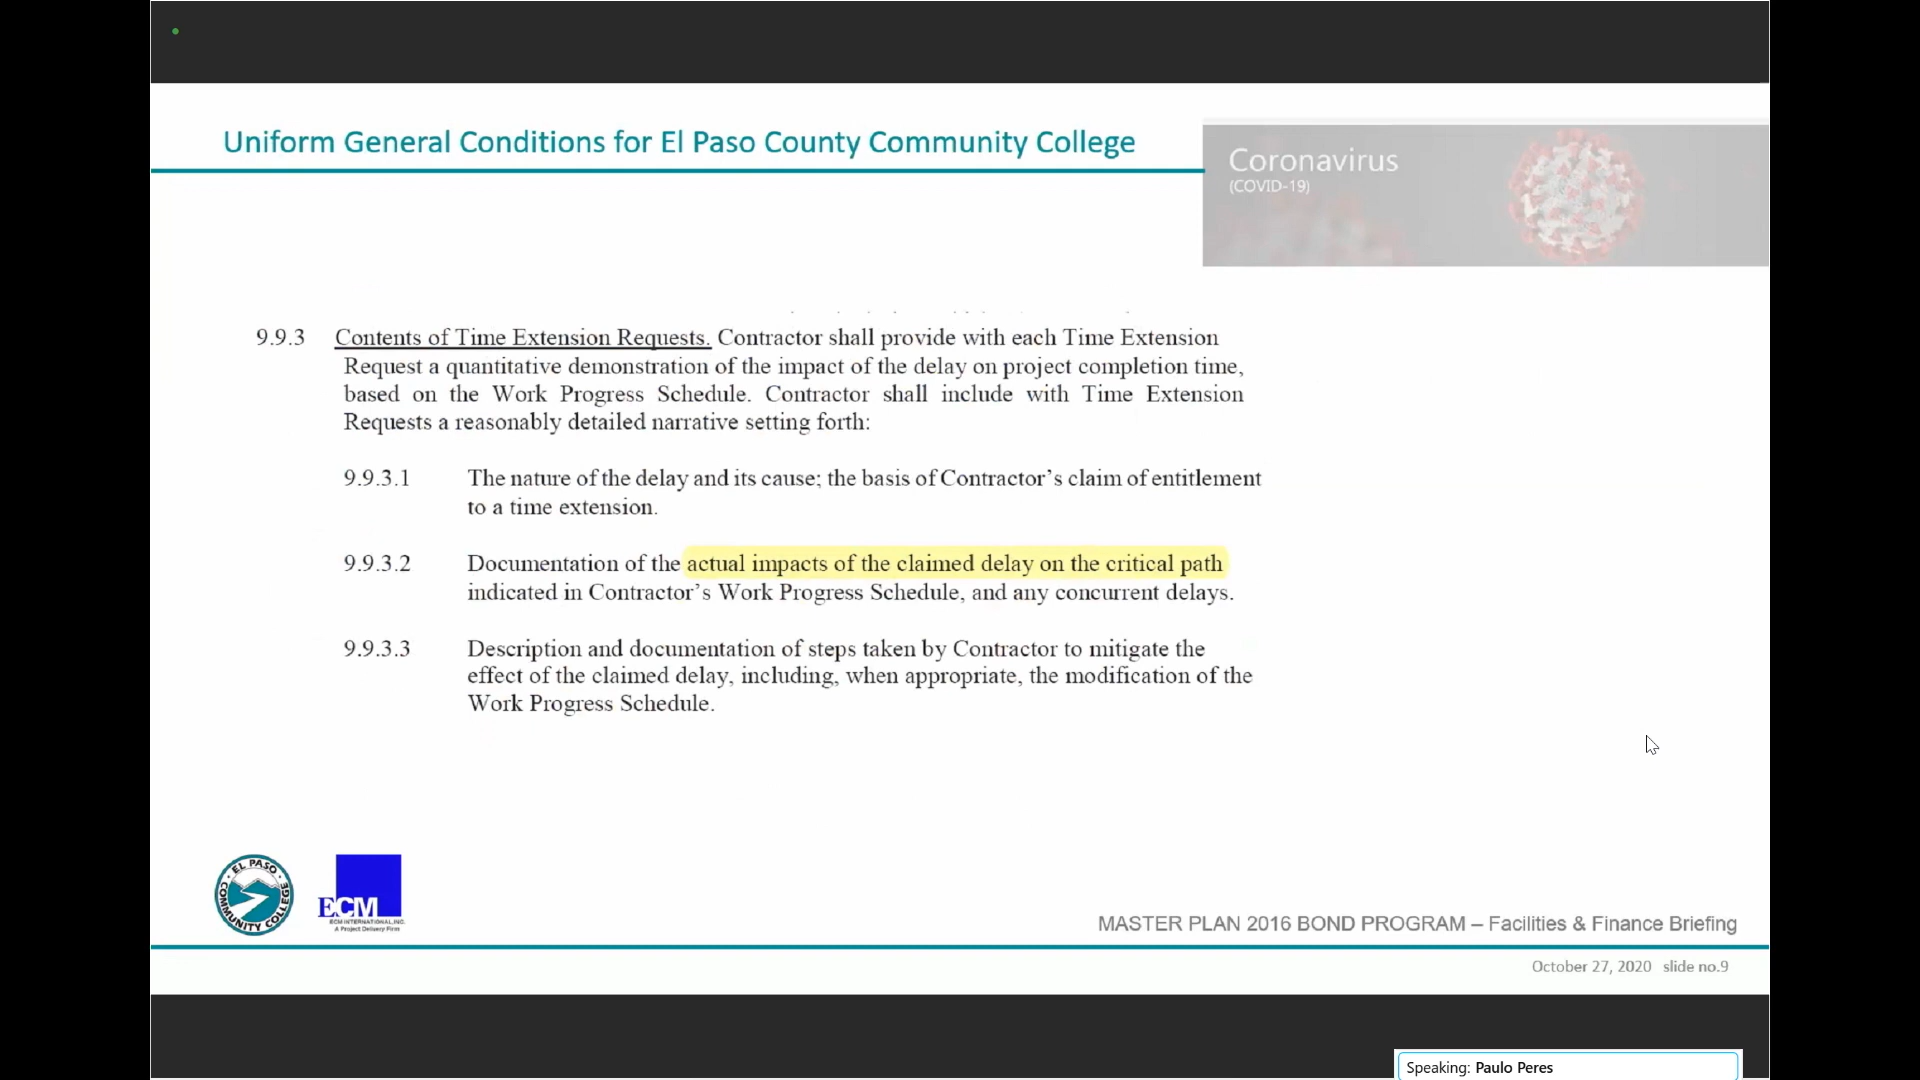 Uniform General Conditions for El Paso County Community College
Coronavirus
(COVID-19)
9.9.3 Contents of Time Extension Requests. Contractor shall provide with each Time Extension
Request a quantitative demonstration of the impact of the delay on project completion time,
based on the Work Progress Schedule. Contractor shall include with Time Extension
Requests a reasonably detailed narrative setting forth:
9.9.3.1 The nature of the delay and its cause; the basis of Contractor's claim of entitlement
to a time extension.
9.9.3.2 Documentation of the actual impacts of the claimed delay on the critical path
indicated in Contractor's Work Progress Schedule, and any concurrent delays.
9.9.3.3 Description and documentation of steps taken by Contractor to mitigate the
effect of the claimed delay, including, when appropriate, the modification of the
Work Progress Schedule.
EL PASO
COMMUNITY COLLEGE
ECM
ECM INTERNATIONAL, INC.
A Project Delivery Firm
MASTER PLAN 2016 BOND PROGRAM – Facilities & Finance Briefing
October 27, 2020 slide no.9
Speaking: Paulo Peres